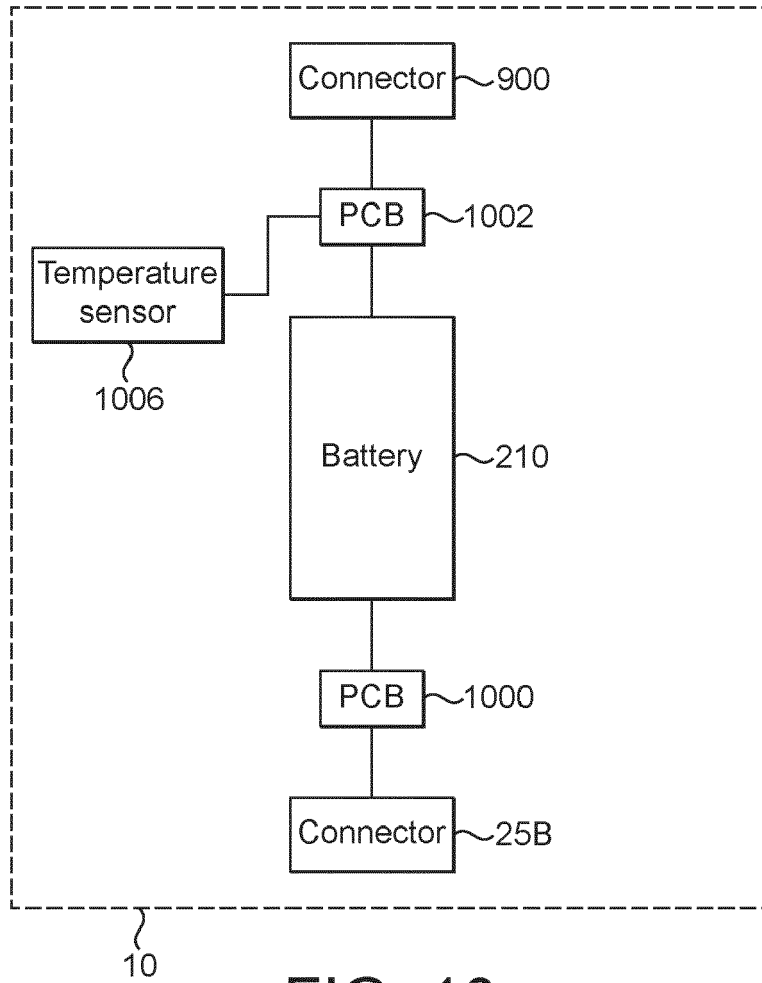 Connector
900
PCB
1002
Temperature
sensor
1006
Battery
210
PCB
1000
Connector
25B
10